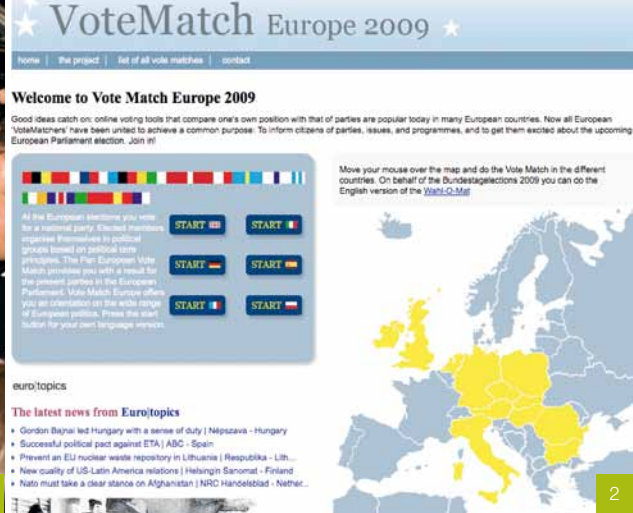 VoteMatch Europe 2009
home | the project | list of all vote matches | contact
Welcome to Vote Match Europe 2009
Good ideas catch on: online voting tools that compare one's own position with that of parties are popular today in many European countries. Now all European
'VoteMatchers' have been united to achieve a common purpose: To inform citizens of parties, issues, and programmes, and to get them excited about the upcoming
European Parliament election. Join in!
At the European elections you vote
for a national party. Elected members
organise themselves in political
groups based on political core
principles. The Pan European Vote
Match provides you with a result for
the present parties in the European
Parliament. Vote Match Europe offers
you an orientation on the wide range
of European politics. Press the start
button for your own language version.
START START
START START
START START
Move your mouse over the map and do the Vote Match in the different
countries. On behalf of the Bundestagelections 2009 you can do the
English version of the Wahl-O-Mat
euro|topics
The latest news from Euro|topics
Gordon Bajnai led Hungary with a sense of duty | Népszava - Hungary
Successful political pact against ETA | ABC - Spain
Prevent an EU nuclear waste repository in Lithuania | Respublika - Lith...
New quality of US-Latin America relations | Helsingin Sanomat - Finland
Nato must take a clear stance on Afghanistan | NRC Handelsblad - Nether...
2